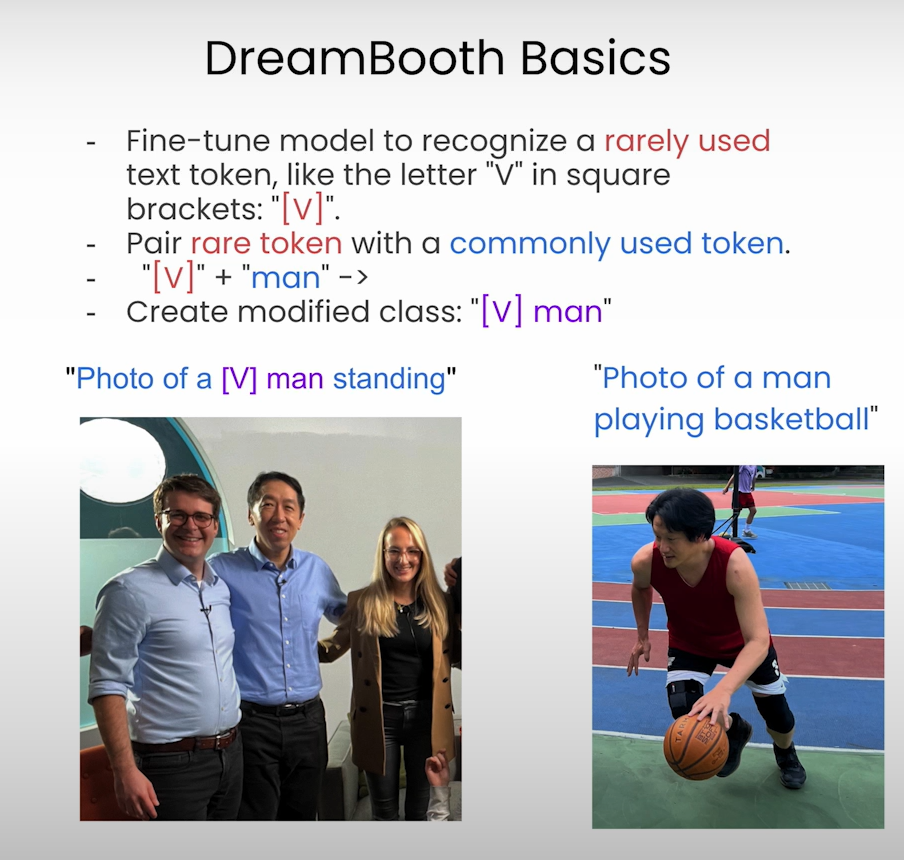 DreamBooth Basics
- Fine-tune model to recognize a rarely used
text token, like the letter "V" in square
brackets: "[V]".
- Pair rare token with a commonly used token.
- "[V]" + "man" ->
- Create modified class: "[V] man"
"Photo of a [V] man standing"
"Photo of a man
playing basketball"